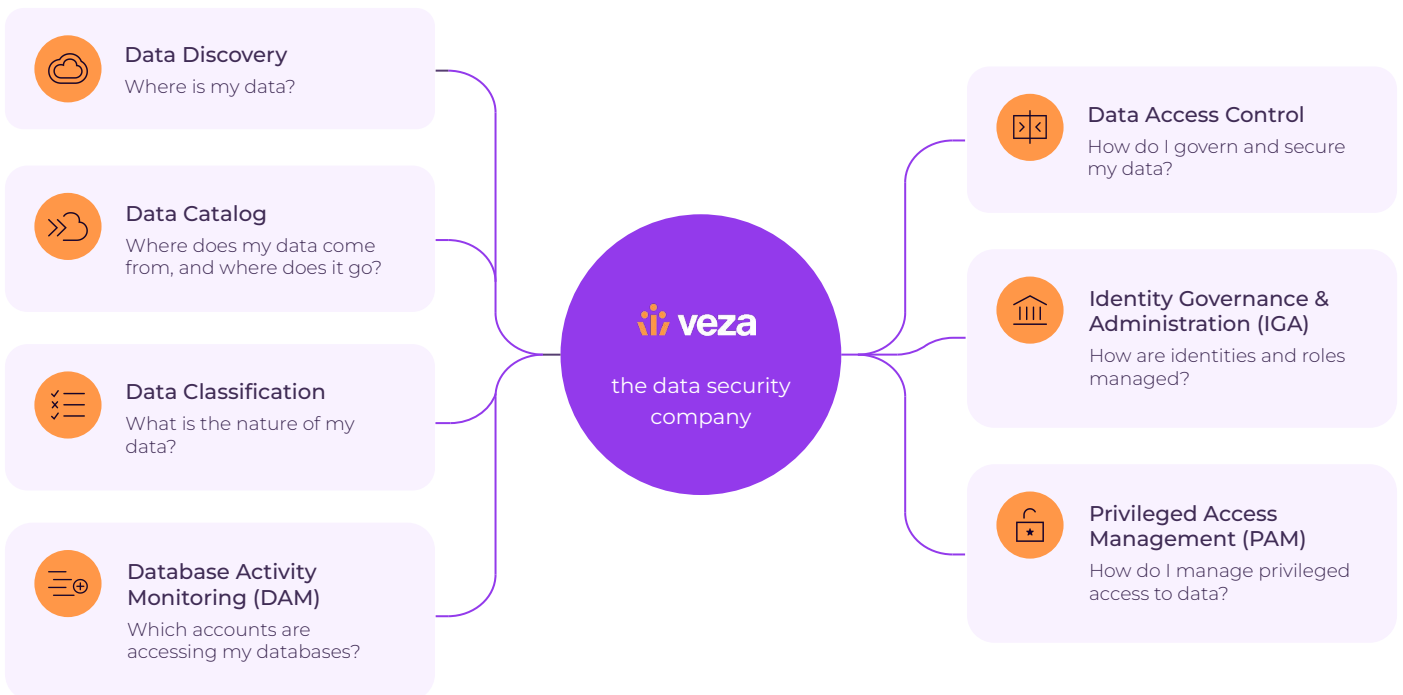 Data Discovery
Where is my data?
Data Catalog
Where does my data come
from, and where does it go?
Data Classification
What is the nature of my
data?
Database Activity
Monitoring (DAM)
Which accounts are
accessing my databases?
veza
the data security
company
Data Access Control
How do I govern and secure
my data?
Identity Governance &
Administration (IGA)
How are identities and roles
managed?
Privileged Access
Management (PAM)
How do I manage privileged
access to data?